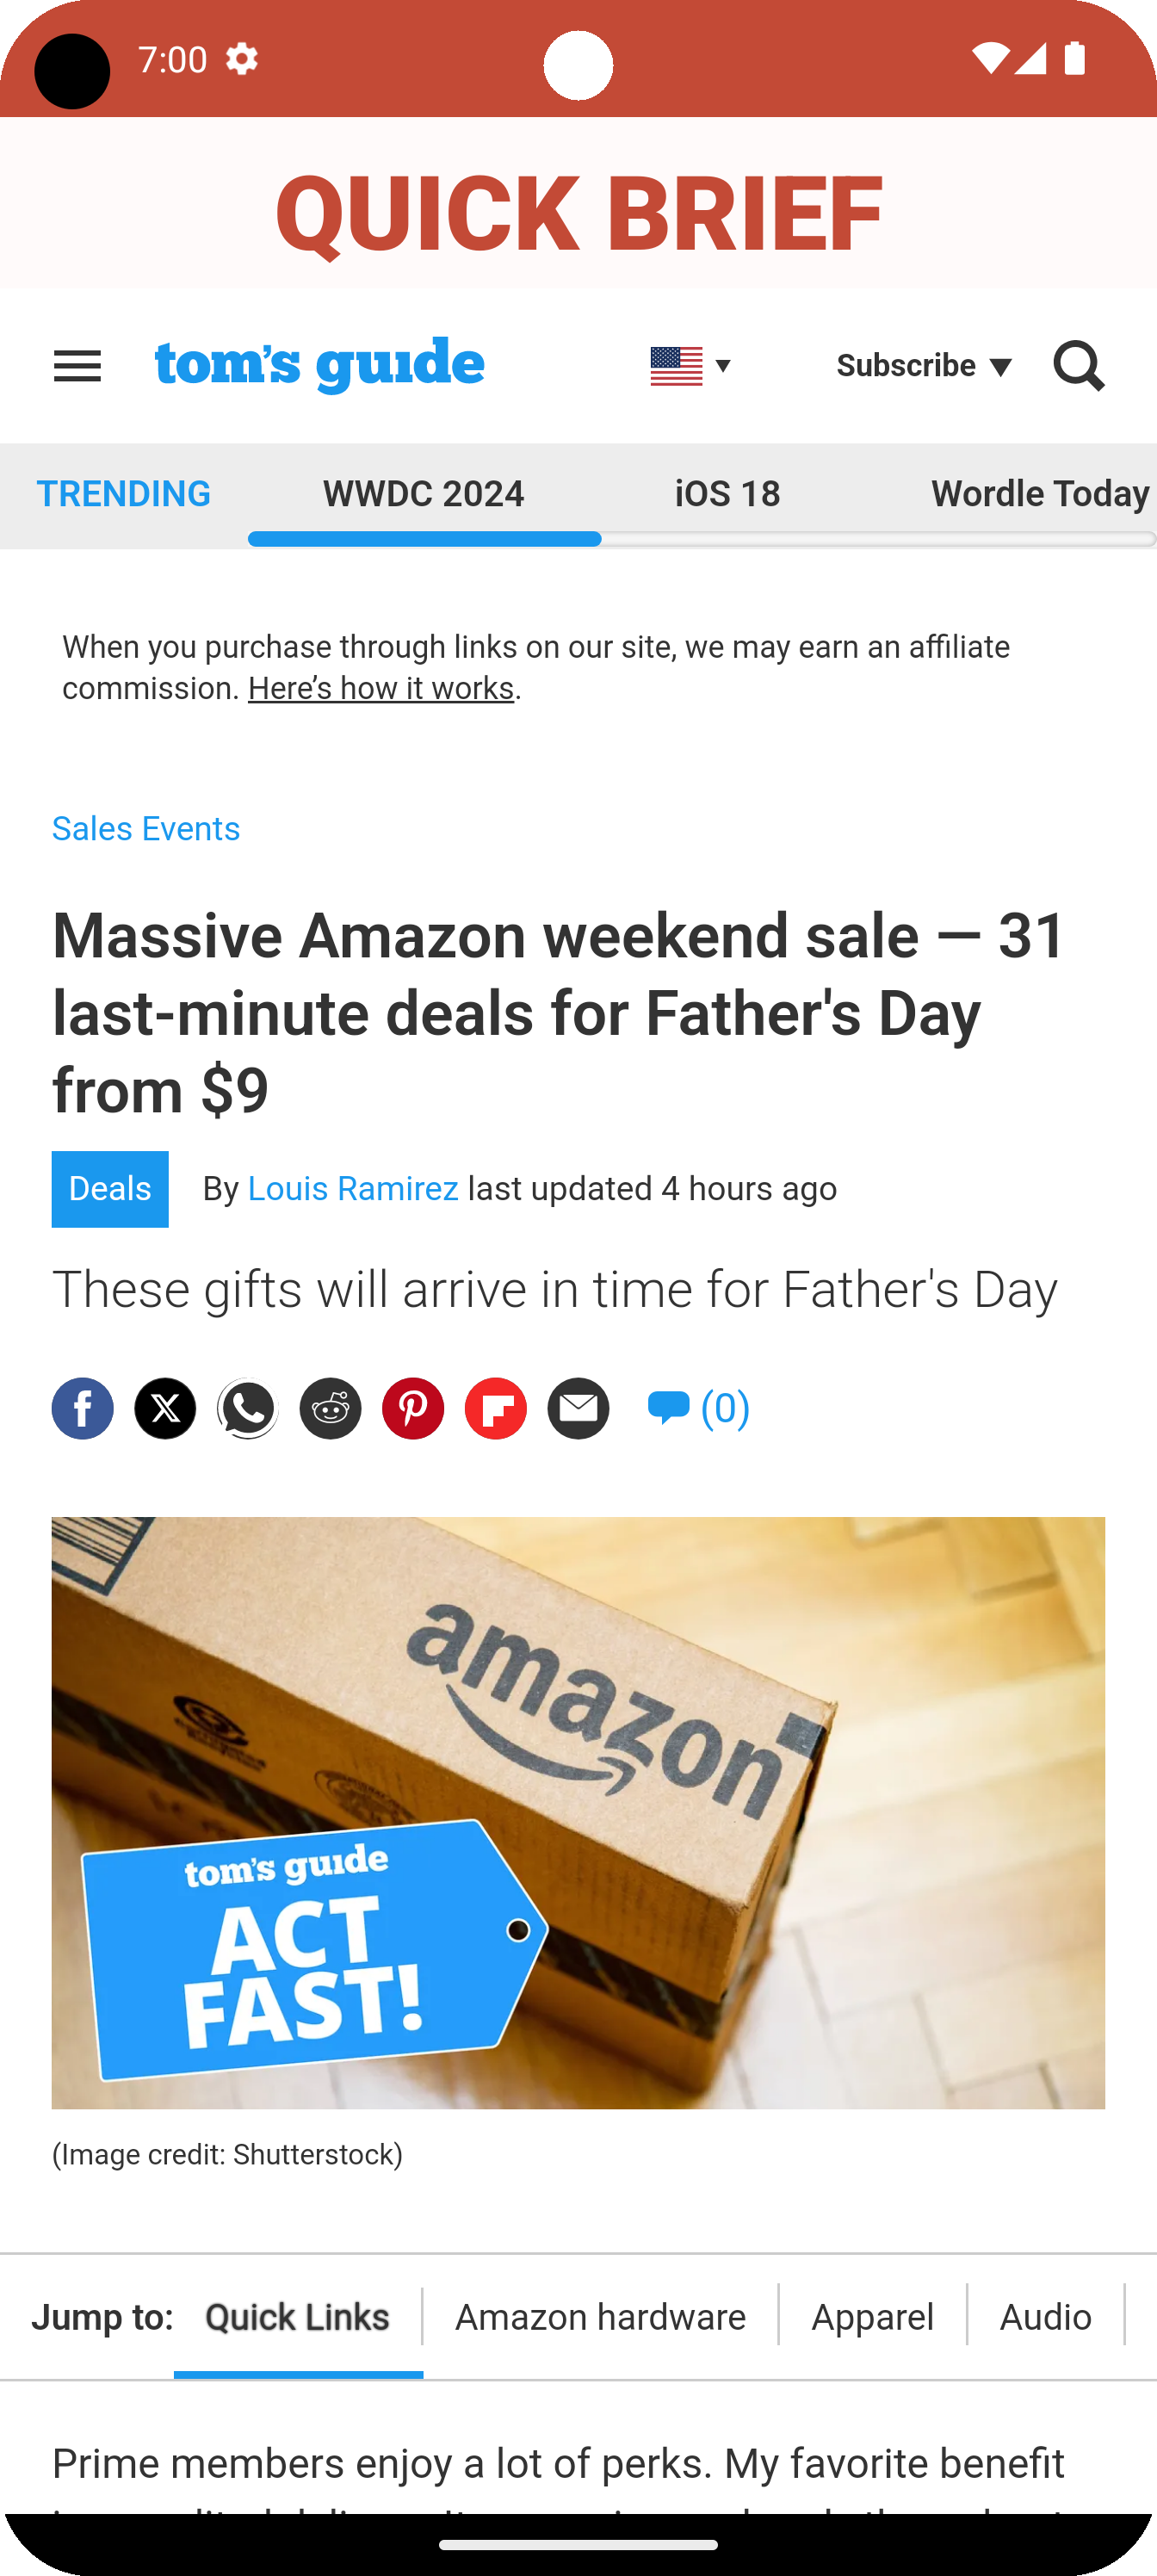 7:00
QUICK BRIEF
tom's guide
Subscribe
TRENDING
WWDC 2024
iOS 18
Wordle Today
When you purchase through links on our site, we may earn an affiliate
commission. Here's how it works.
Sales Events
Massive Amazon weekend sale — 31
last-minute deals for Father's Day
from $9
Deals
By Louis Ramirez last updated 4 hours ago
These gifts will arrive in time for Father's Day
(0)
amazon
tom's guide
ACT
FAST!
(Image credit: Shutterstock)
Jump to: Quick Links Amazon hardware Apparel Audio
Prime members enjoy a lot of perks. My favorite benefit